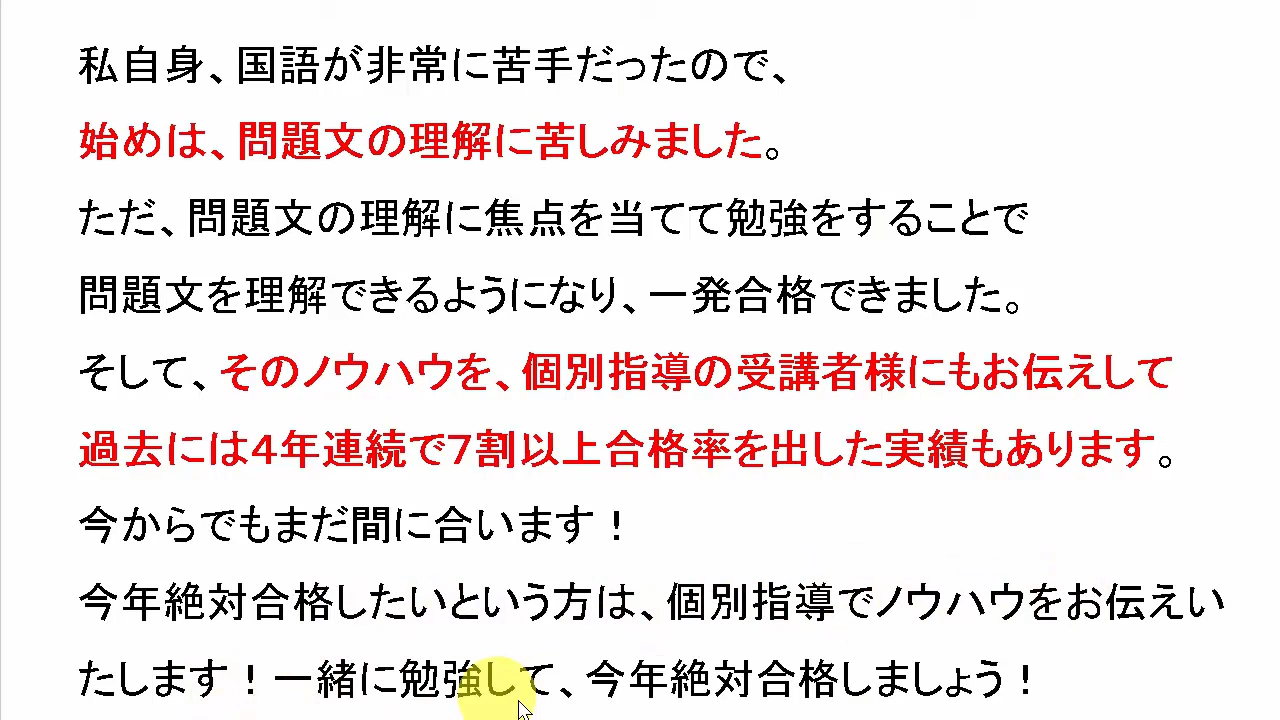 私自身、国語が非常に苦手だったので、
始めは、問題文の理解に苦しみました。
ただ、問題文の理解に焦点を当てて勉強をすることで
問題文を理解できるようになり、一発合格できました。
そして、そのノウハウを、個別指導の受講者様にもお伝えして
過去には4年連続で7割以上合格率を出した実績もあります。
今からでもまだ間に合います！
今年絶対合格したいという方は、個別指導でノウハウをお伝えい
たします！一緒に勉強して、今年絶対合格しましょう！